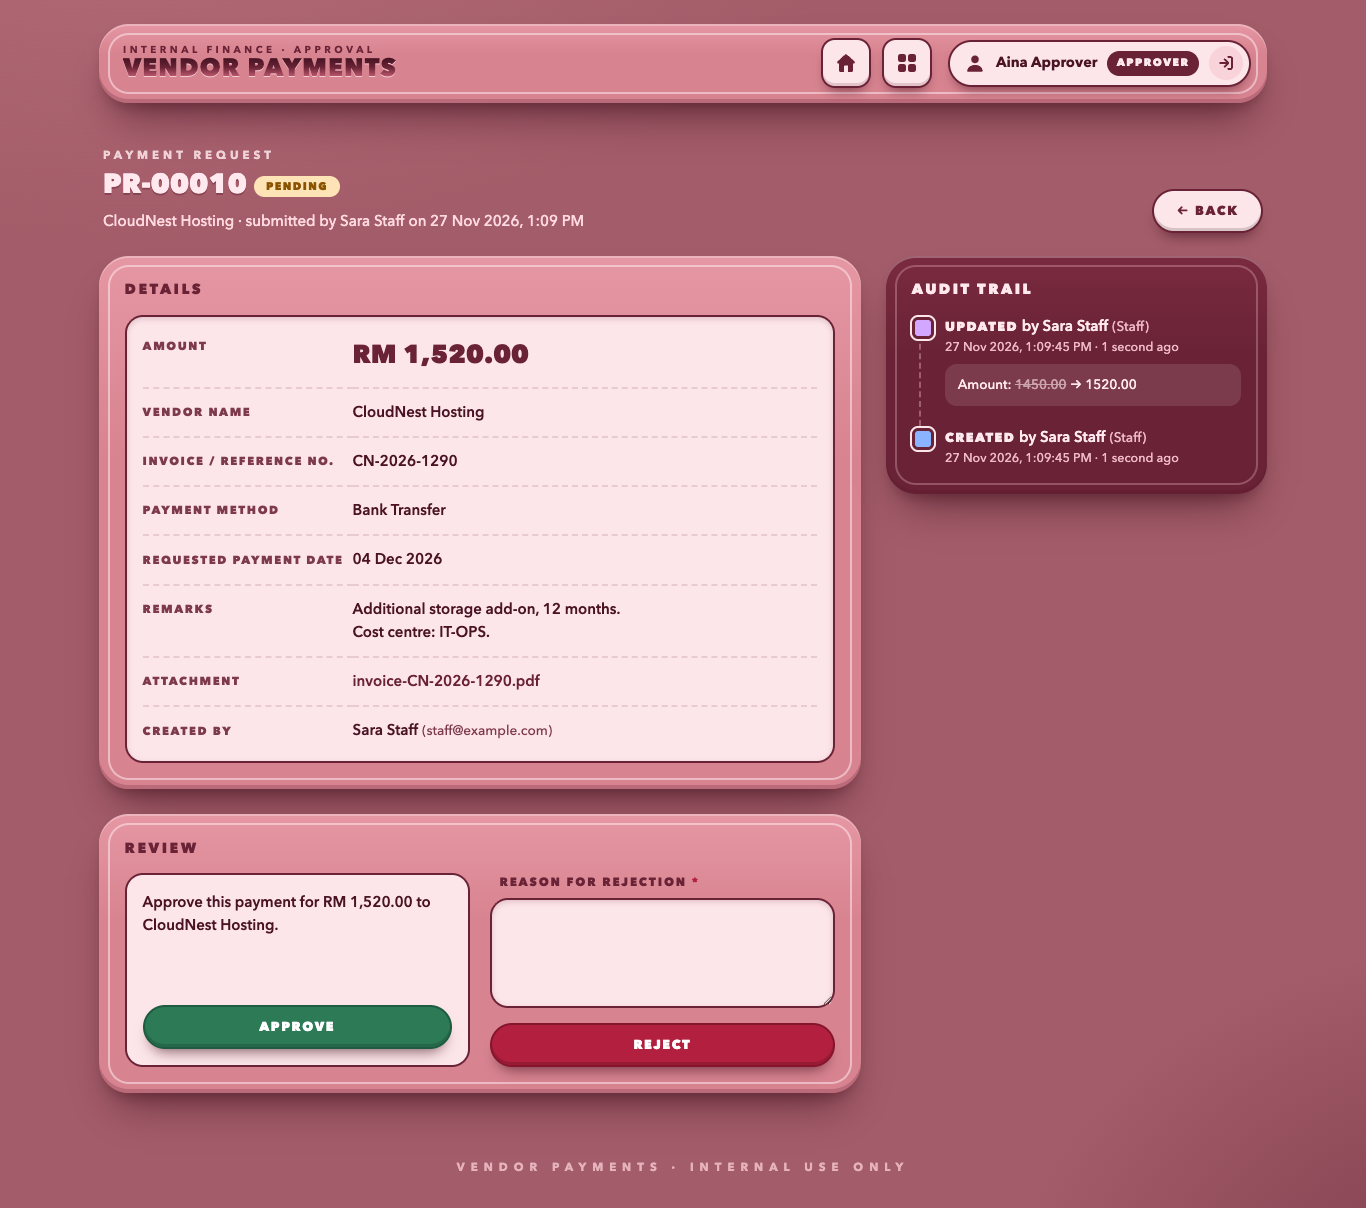 INTERNAL FINANCE · APPROVAL
VENDOR PAYMENTS
Aina Approver APPROVER
PAYMENT REQUEST
PR-00010 PENDING
CloudNest Hosting · submitted by Sara Staff on 27 Nov 2026, 1:09 PM
← BACK
DETAILS
AMOUNT RM 1,520.00
VENDOR NAME CloudNest Hosting
INVOICE / REFERENCE NO. CN-2026-1290
PAYMENT METHOD Bank Transfer
REQUESTED PAYMENT DATE 04 Dec 2026
REMARKS Additional storage add-on, 12 months.
Cost centre: IT-OPS.
ATTACHMENT invoice-CN-2026-1290.pdf
CREATED BY Sara Staff (staff@example.com)
AUDIT TRAIL
UPDATED by Sara Staff (Staff)
27 Nov 2026, 1:09:45 PM · 1 second ago
Amount: 1450.00 → 1520.00
CREATED by Sara Staff (Staff)
27 Nov 2026, 1:09:45 PM · 1 second ago
REVIEW
Approve this payment for RM 1,520.00 to
CloudNest Hosting.
APPROVE
REASON FOR REJECTION *
REJECT
VENDOR PAYMENTS · INTERNAL USE ONLY